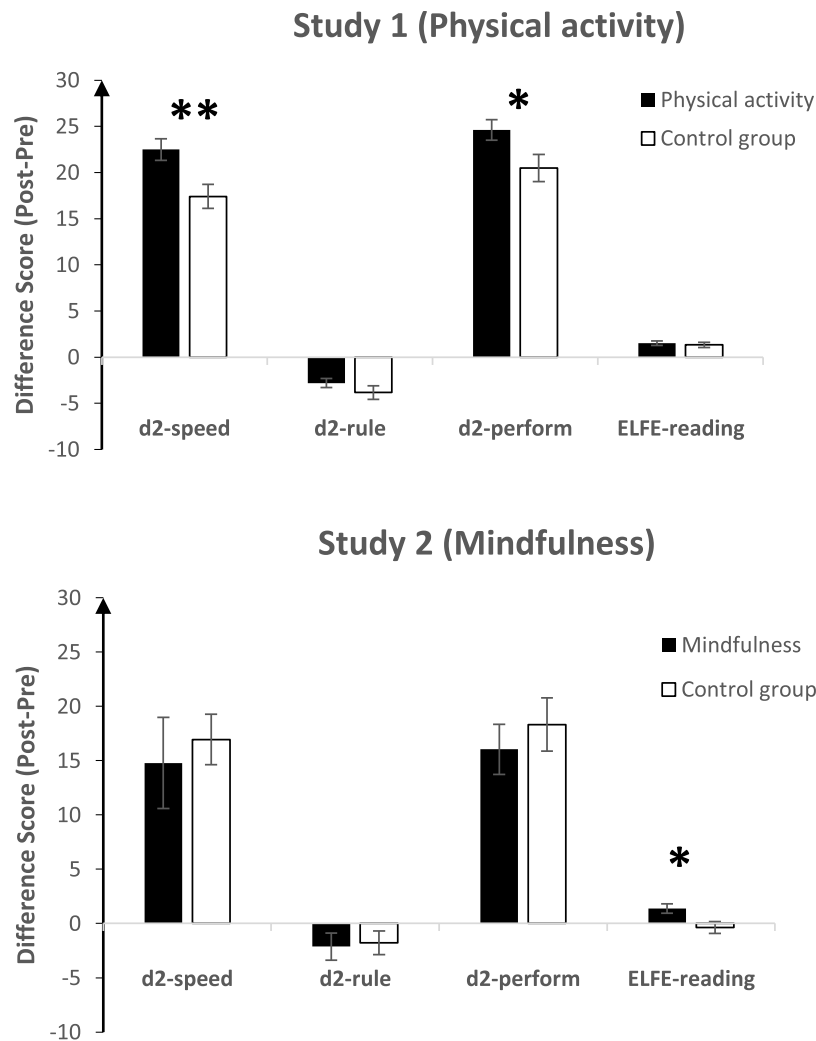 Study 1 (Physical activity)
Difference Score (Post-Pre)
30
25
20
15
10
5
0
-5
-10
**
*
Physical activity
Control group
d2-speed
d2-rule
d2-perform
ELFE-reading
Study 2 (Mindfulness)
Difference Score (Post-Pre)
30
25
20
15
10
5
0
-5
-10
Mindfulness
Control group
*
d2-speed
d2-rule
d2-perform
ELFE-reading